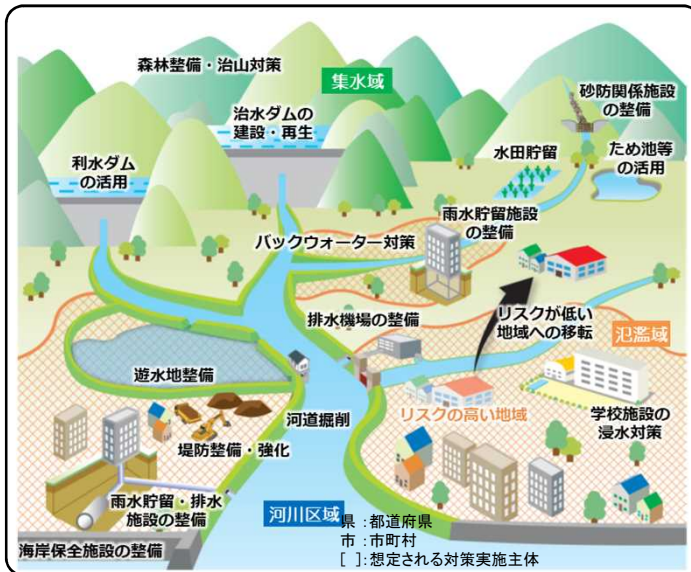 森林整備・治山対策
集水域
砂防関係施設
の整備
治水ダムの
建設・再生
利水ダム
の活用
水田貯留
ため池等
の活用
雨水貯留施設
の整備
バックウォーター対策
排水機場の整備
リスクが低い
地域への移転
氾濫域
遊水地整備
河道掘削
リスクの高い地域
学校施設の
浸水対策
堤防整備・強化
雨水貯留・排水
施設の整備
河川区域
海岸保全施設の整備
県 :都道府県
市 :市町村
[ ]:想定される対策実施主体